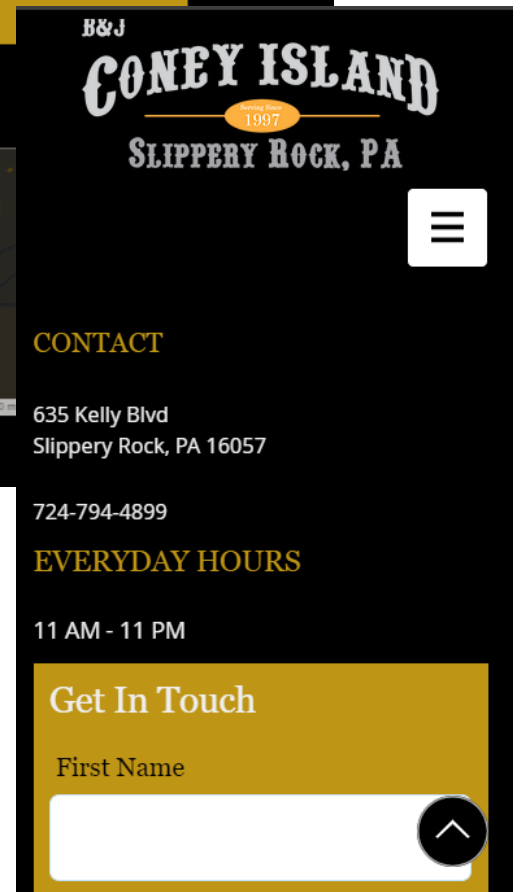 B&J
CONEY ISLAND
Serving Since
1997
SLIPPERY ROCK, PA
CONTACT
635 Kelly Blvd
Slippery Rock, PA 16057
724-794-4899
EVERYDAY HOURS
11 AM - 11 PM
Get In Touch
First Name